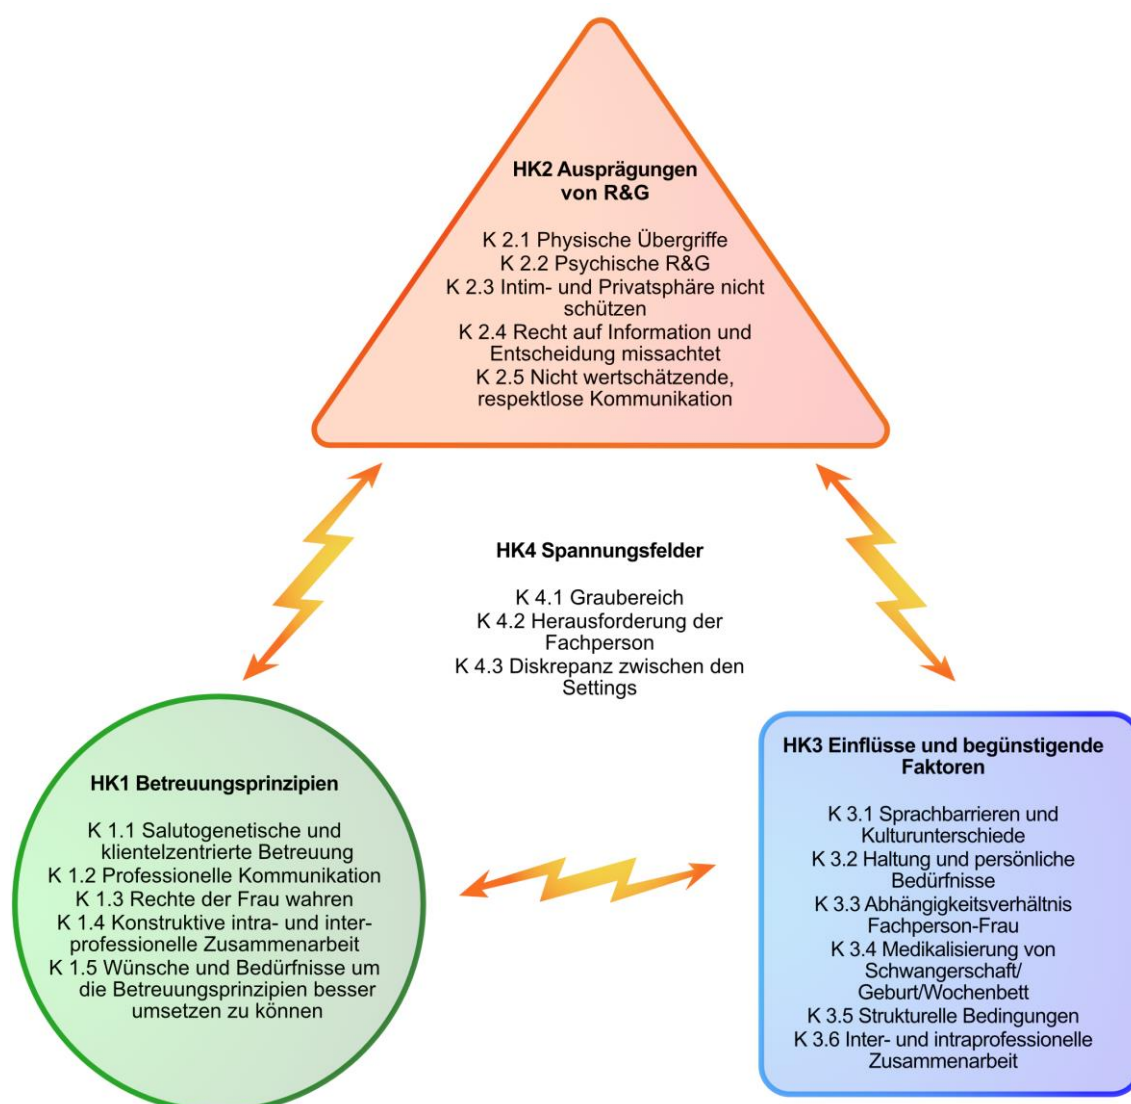 HK2 Ausprägungen
von R&G
K 2.1 Physische Übergriffe
K 2.2 Psychische R&G
K 2.3 Intim- und Privatsphäre nicht
schützen
K 2.4 Recht auf Information und
Entscheidung missachtet
K 2.5 Nicht wertschätzende,
respektlose Kommunikation
HK4 Spannungsfelder
K 4.1 Graubereich
K 4.2 Herausforderung der
Fachperson
K 4.3 Diskrepanz zwischen den
Settings
HK1 Betreuungsprinzipien
K 1.1 Salutogenetische und
klientelzentrierte Betreuung
K 1.2 Professionelle Kommunikation
K 1.3 Rechte der Frau wahren
K 1.4 Konstruktive intra- und inter-
professionelle Zusammenarbeit
K 1.5 Wünsche und Bedürfnisse um
die Betreuungsprinzipien besser
umsetzen zu können
HK3 Einflüsse und begünstigende
Faktoren
K 3.1 Sprachbarrieren und
Kulturunterschiede
K 3.2 Haltung und persönliche
Bedürfnisse
K 3.3 Abhängigkeitsverhältnis
Fachperson-Frau
K 3.4 Medikalisierung von
Schwangerschaft/
Geburt/Wochenbett
K 3.5 Strukturelle Bedingungen
K 3.6 Inter- und intraprofessionelle
Zusammenarbeit